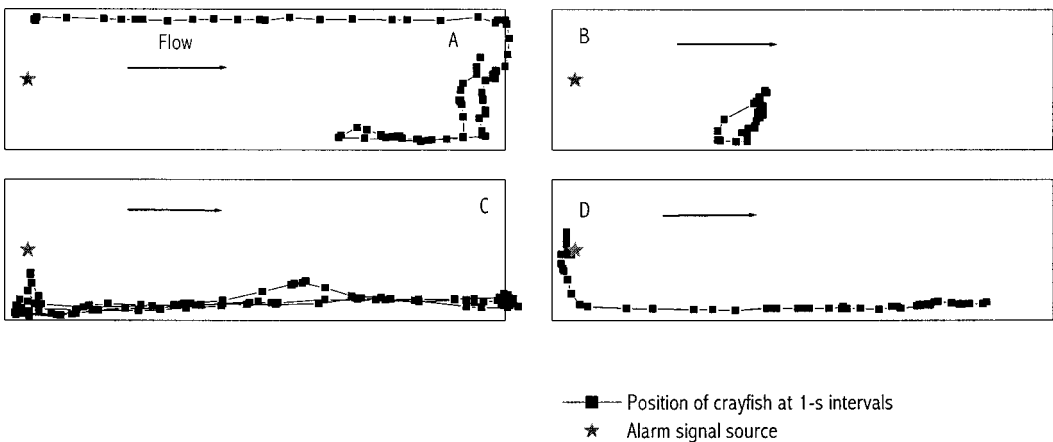 Flow
A
B
C
D
Position of crayfish at 1-s intervals
Alarm signal source